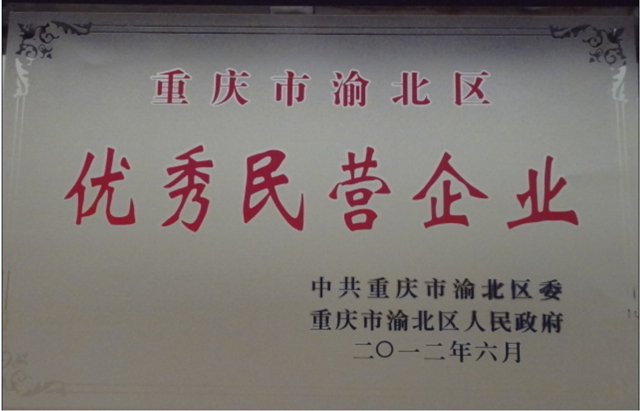 重庆市渝北区
优秀民营企业
中共重庆市渝北区委
重庆市渝北区人民政府
二〇一二年六月